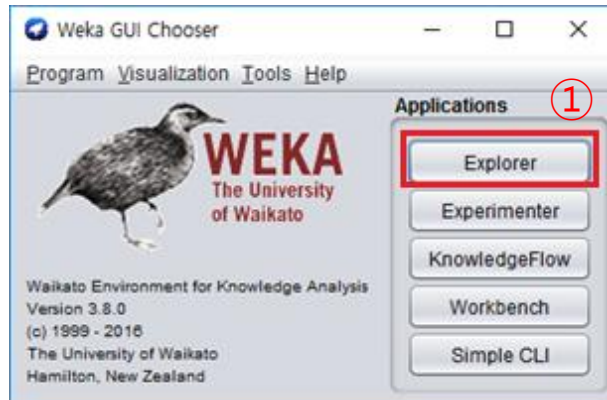 Weka GUI Chooser
Program Visualization Tools Help
Applications
①
WEKA
The University
of Waikato
Explorer
Experimenter
KnowledgeFlow
Workbench
Simple CLI
Waikato Environment for Knowledge Analysis
Version 3.8.0
(c) 1999 - 2016
The University of Waikato
Hamilton, New Zealand